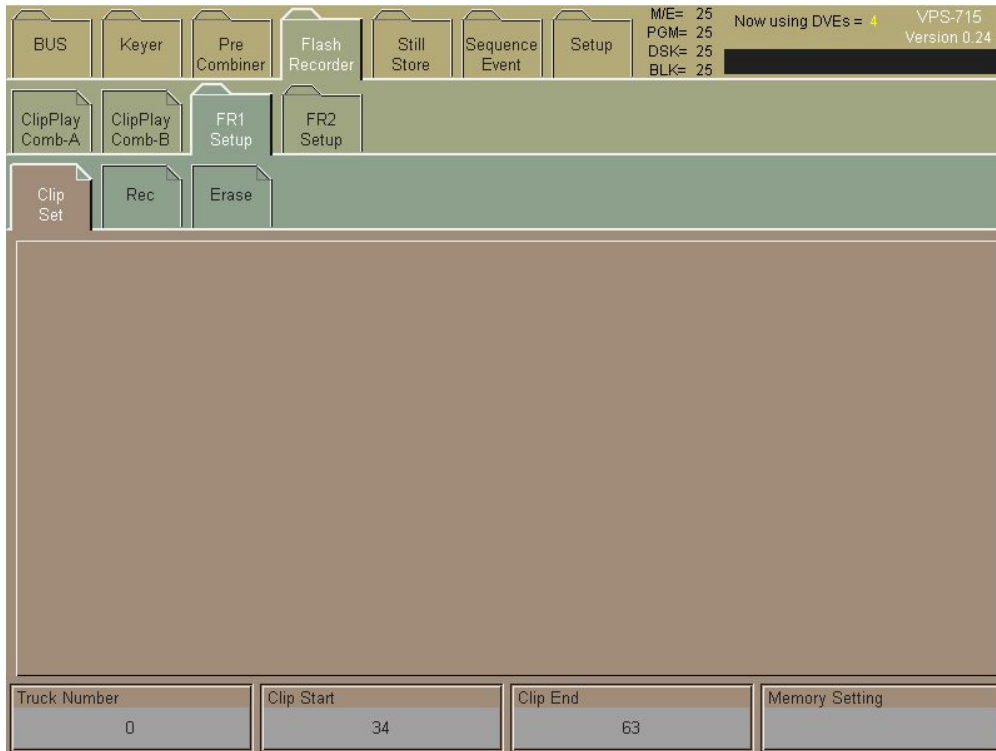 BUS
Keyer
Pre
Combiner
Flash
Recorder
Still
Store
Sequence
Event
Setup
M/E= 25
PGM= 25
DSK= 25
BLK= 25
Now using DVEs = 4
VPS-715
Version 0.24
ClipPlay
Comb-A
ClipPlay
Comb-B
FR1
Setup
FR2
Setup
Clip
Set
Rec
Erase
Truck Number
0
Clip Start
34
Clip End
63
Memory Setting